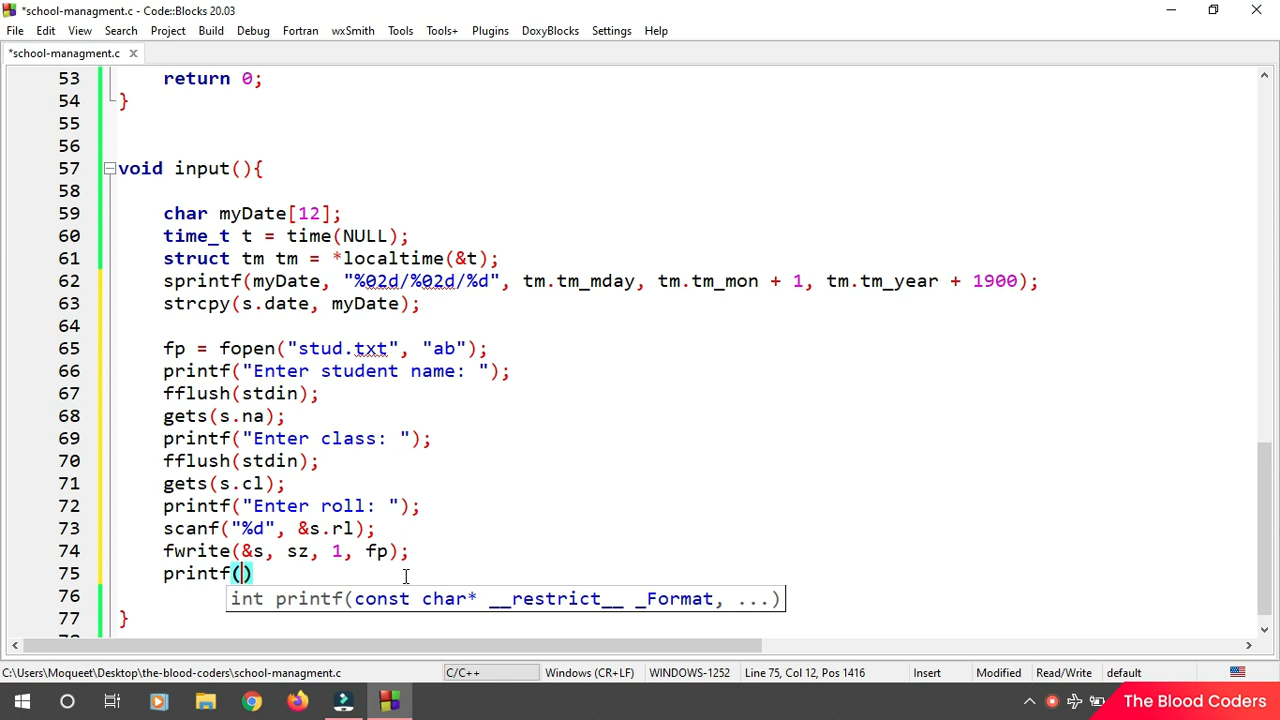 *school-managment.c - Code::Blocks 20.03
File Edit View Search Project Build Debug Fortran wxSmith Tools Tools+ Plugins DoxyBlocks Settings Help
*school-managment.c
53 return 0;
54 }
55
56
57 void input(){
58
59 char myDate[12];
60 time_t t = time(NULL);
61 struct tm tm = *localtime(&t);
62 sprintf(myDate, "%02d/%02d/%d", tm.tm_mday, tm.tm_mon + 1, tm.tm_year + 1900);
63 strcpy(s.date, myDate);
64
65 fp = fopen("stud.txt", "ab");
66 printf("Enter student name: ");
67 fflush(stdin);
68 gets(s.na);
69 printf("Enter class: ");
70 fflush(stdin);
71 gets(s.cl);
72 printf("Enter roll: ");
73 scanf("%d", &s.rl);
74 fwrite(&s, sz, 1, fp);
75 printf()
76 int printf(const char* __restrict__ _Format, ...)
77 }
C:\Users\Moqueet\Desktop\the-blood-coders\school-managment.c C/C++ Windows (CR+LF) WINDOWS-1252 Line 75, Col 12, Pos 1416 Insert Modified Read/Write default
The Blood Coders